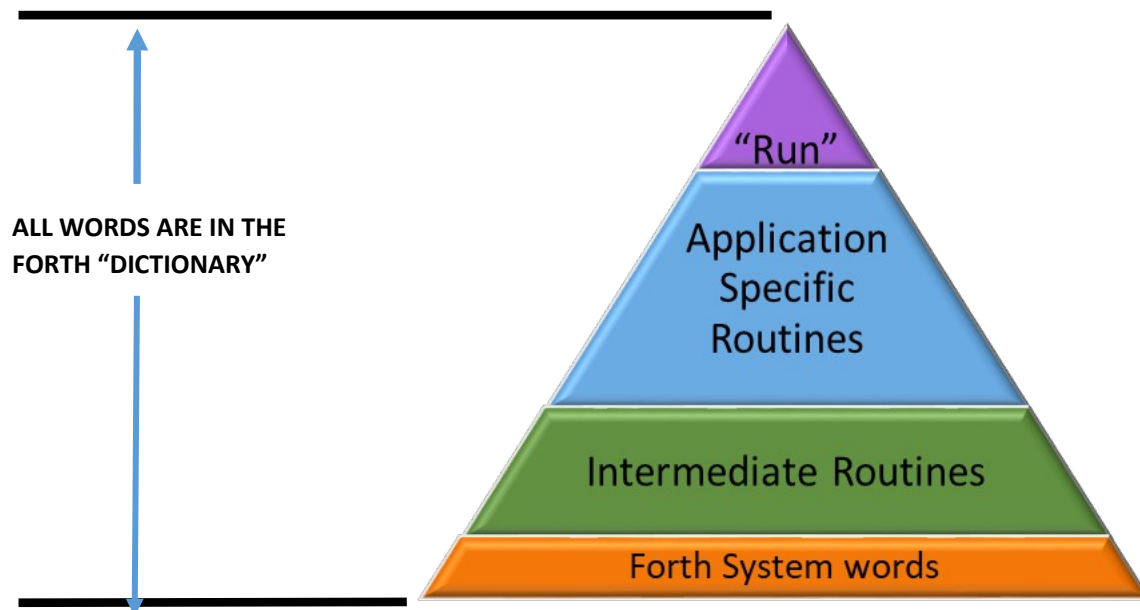 “Run”
ALL WORDS ARE IN THE
FORTH “DICTIONARY”
Application
Specific
Routines
Intermediate Routines
Forth System words